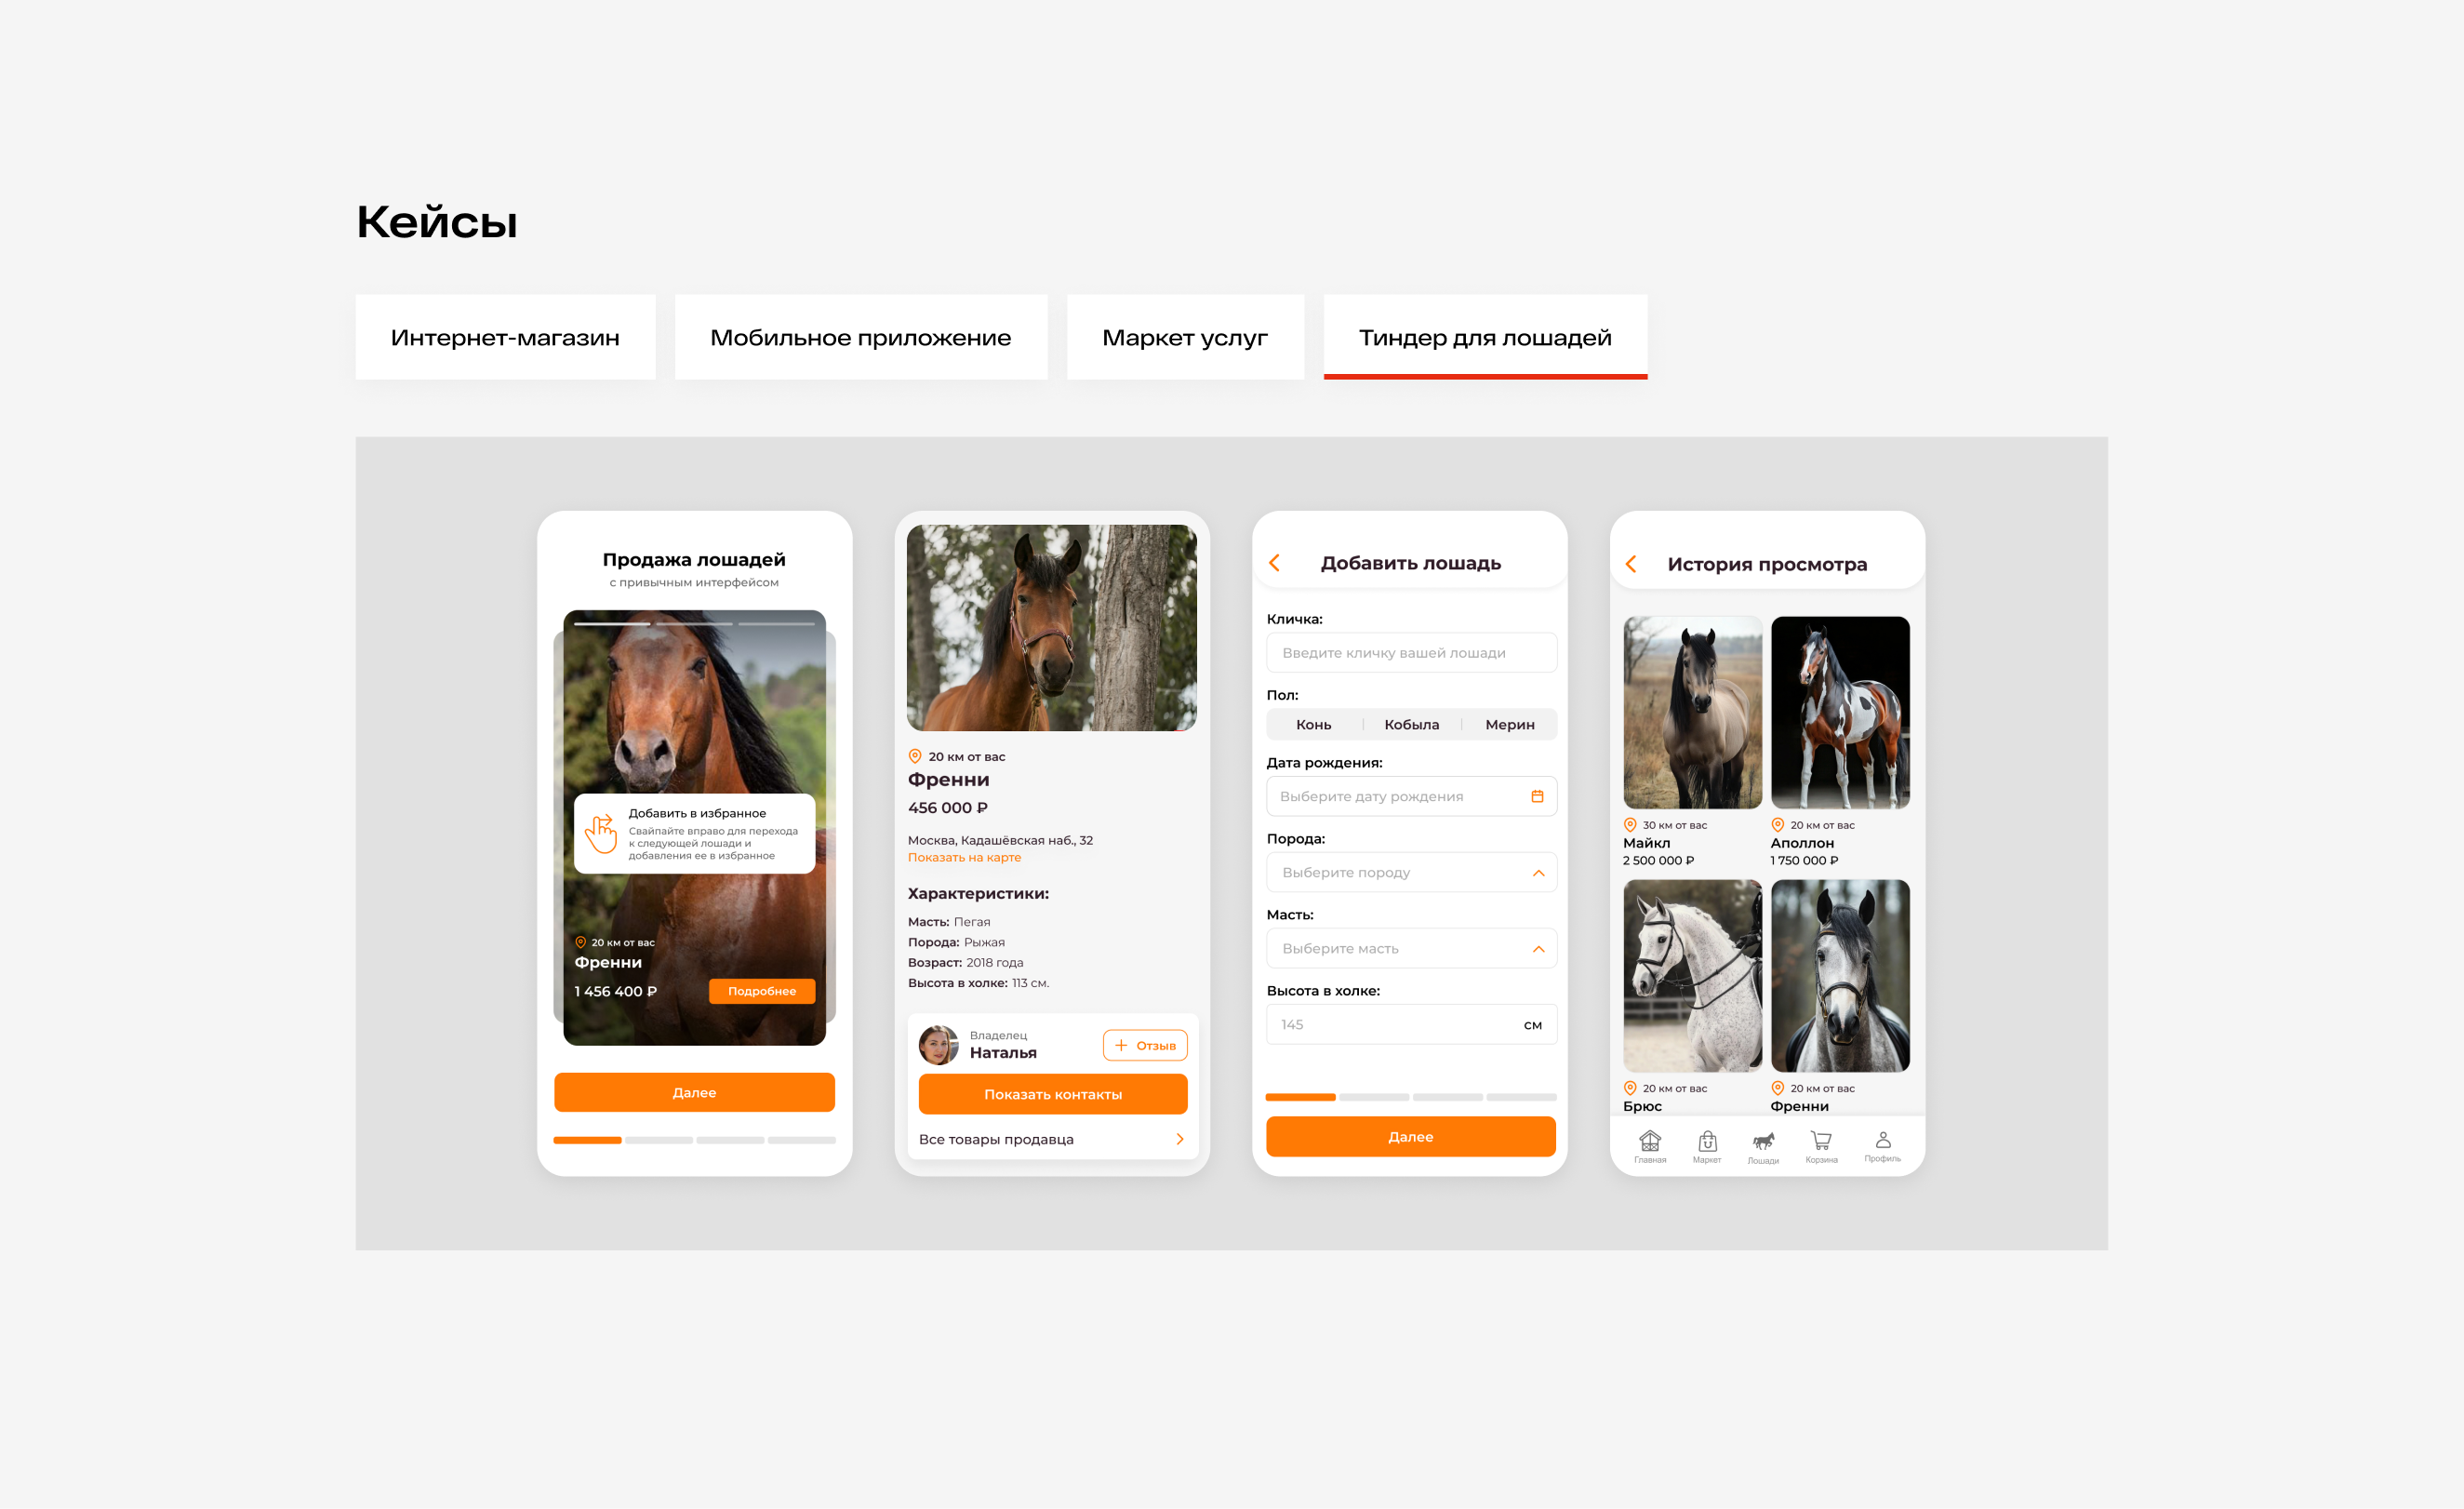 Кейсы
Интернет-магазин
Мобильное приложение
Маркет услуг
Тиндер для лошадей
Продажа лошадей
с привычным интерфейсом
Добавить в избранное
Свайпайте вправо для перехода
к следующей лошади и
добавления ее в избранное
20 км от вас
Френни
1 456 400 ₽
Подробнее
Далее
20 км от вас
Френни
456 000 ₽
Москва, Кадашёвская наб., 32
Показать на карте
Характеристики:
Масть: Пегая
Порода: Рыжая
Возраст: 2018 года
Высота в холке: 113 см.
Владелец
Наталья
Отзыв
Показать контакты
Все товары продавца
Добавить лошадь
Кличка:
Введите кличку вашей лошади
Пол:
Конь
Кобыла
Мерин
Дата рождения:
Выберите дату рождения
Порода:
Выберите породу
Масть:
Выберите масть
Высота в холке:
145
см
Далее
История просмотра
30 км от вас
Майкл
2 500 000 ₽
20 км от вас
Аполлон
1 750 000 ₽
20 км от вас
Брюс
20 км от вас
Френни
Главная
Маркет
Лошади
Корзина
Профиль